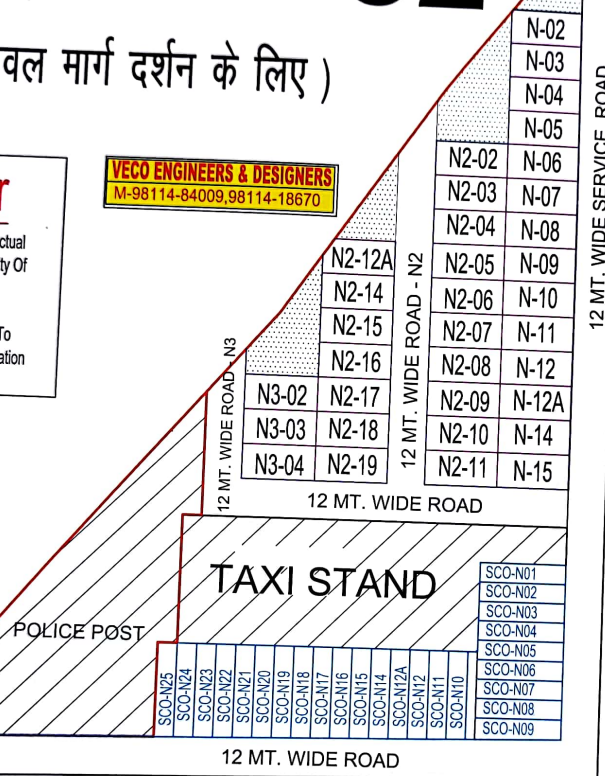 वल मार्ग दर्शन के लिए )
VECO ENGINEERS & DESIGNERS
M-98114-84009,98114-18670
r
ctual
ty Of
To
ation
N-02
N-03
N-04
N-05
N-06
N-07
N-08
N-09
N-10
N-11
N-12
N-12A
N-14
N-15
N2-02
N2-03
N2-04
N2-05
N2-06
N2-07
N2-08
N2-09
N2-10
N2-11
12 MT. WIDE SERVICE ROAD
12 MT. WIDE ROAD - N2
N2-12A
N2-14
N2-15
N2-16
N2-17
N2-18
N2-19
N3-02
N3-03
N3-04
12 MT. WIDE ROAD - N3
12 MT. WIDE ROAD
TAXI STAND
POLICE POST
SCO-N01
SCO-N02
SCO-N03
SCO-N04
SCO-N05
SCO-N06
SCO-N07
SCO-N08
SCO-N09
SCO-N25
SCO-N24
SCO-N23
SCO-N22
SCO-N21
SCO-N20
SCO-N19
SCO-N18
SCO-N17
SCO-N16
SCO-N15
SCO-N14
SCO-N12A
SCO-N12
SCO-N11
SCO-N10
12 MT. WIDE ROAD